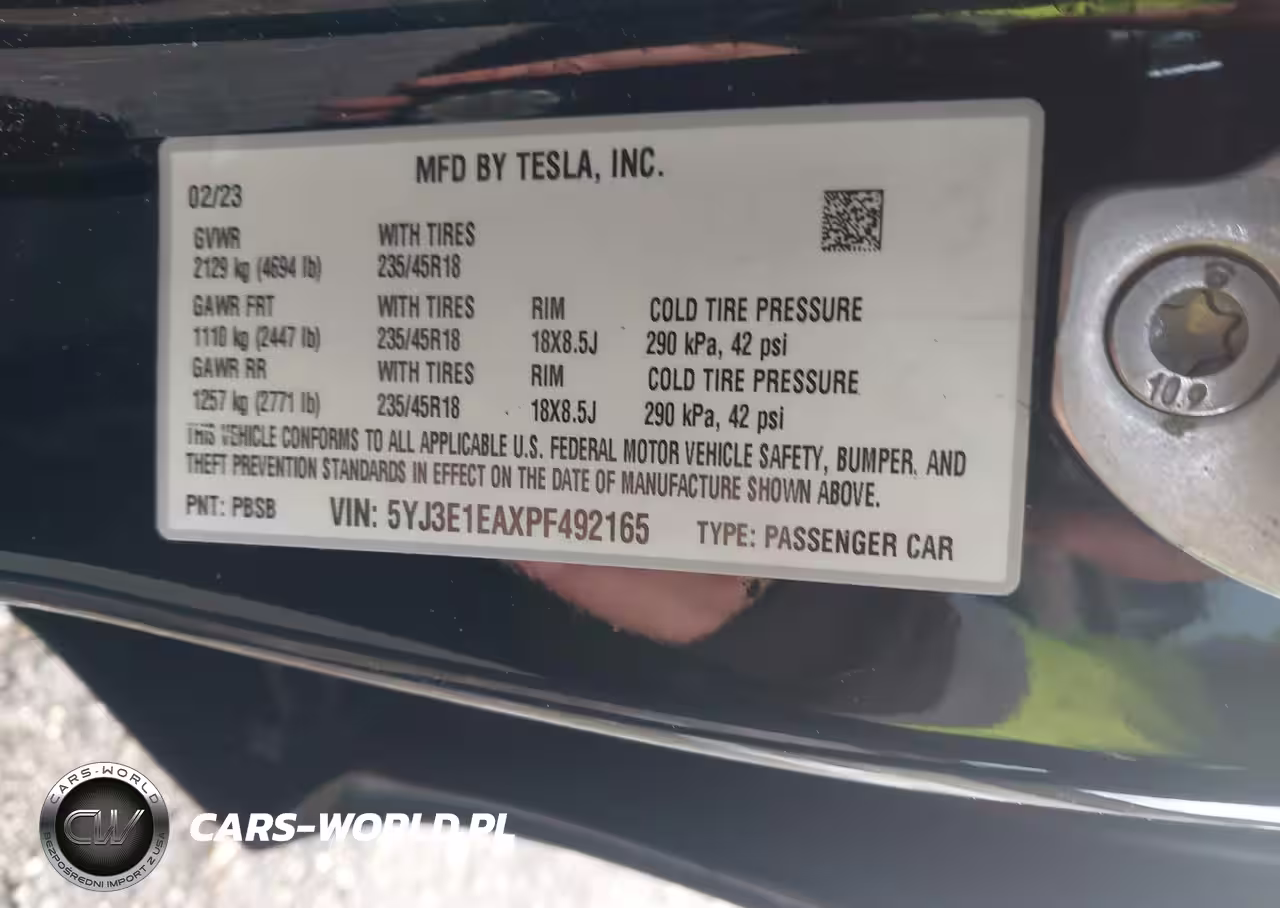 MFD BY TESLA, INC.
02/23
GVWR WITH TIRES
2129 kg (4694 lb) 235/45R18
GAWR FRT WITH TIRES RIM COLD TIRE PRESSURE
1110 kg (2447 lb) 235/45R18 18X8.5J 290 kPa, 42 psi
GAWR RR WITH TIRES RIM COLD TIRE PRESSURE
1257 kg (2771 lb) 235/45R18 18X8.5J 290 kPa, 42 psi
THIS VEHICLE CONFORMS TO ALL APPLICABLE U.S. FEDERAL MOTOR VEHICLE SAFETY, BUMPER, AND
THEFT PREVENTION STANDARDS IN EFFECT ON THE DATE OF MANUFACTURE SHOWN ABOVE.
PNT: PBSB VIN: 5YJ3E1EAXPF492165 TYPE: PASSENGER CAR
10.9
CARS-WORLD
CW
BEZPOŚREDNI IMPORT Z USA
CARS-WORLD.PL